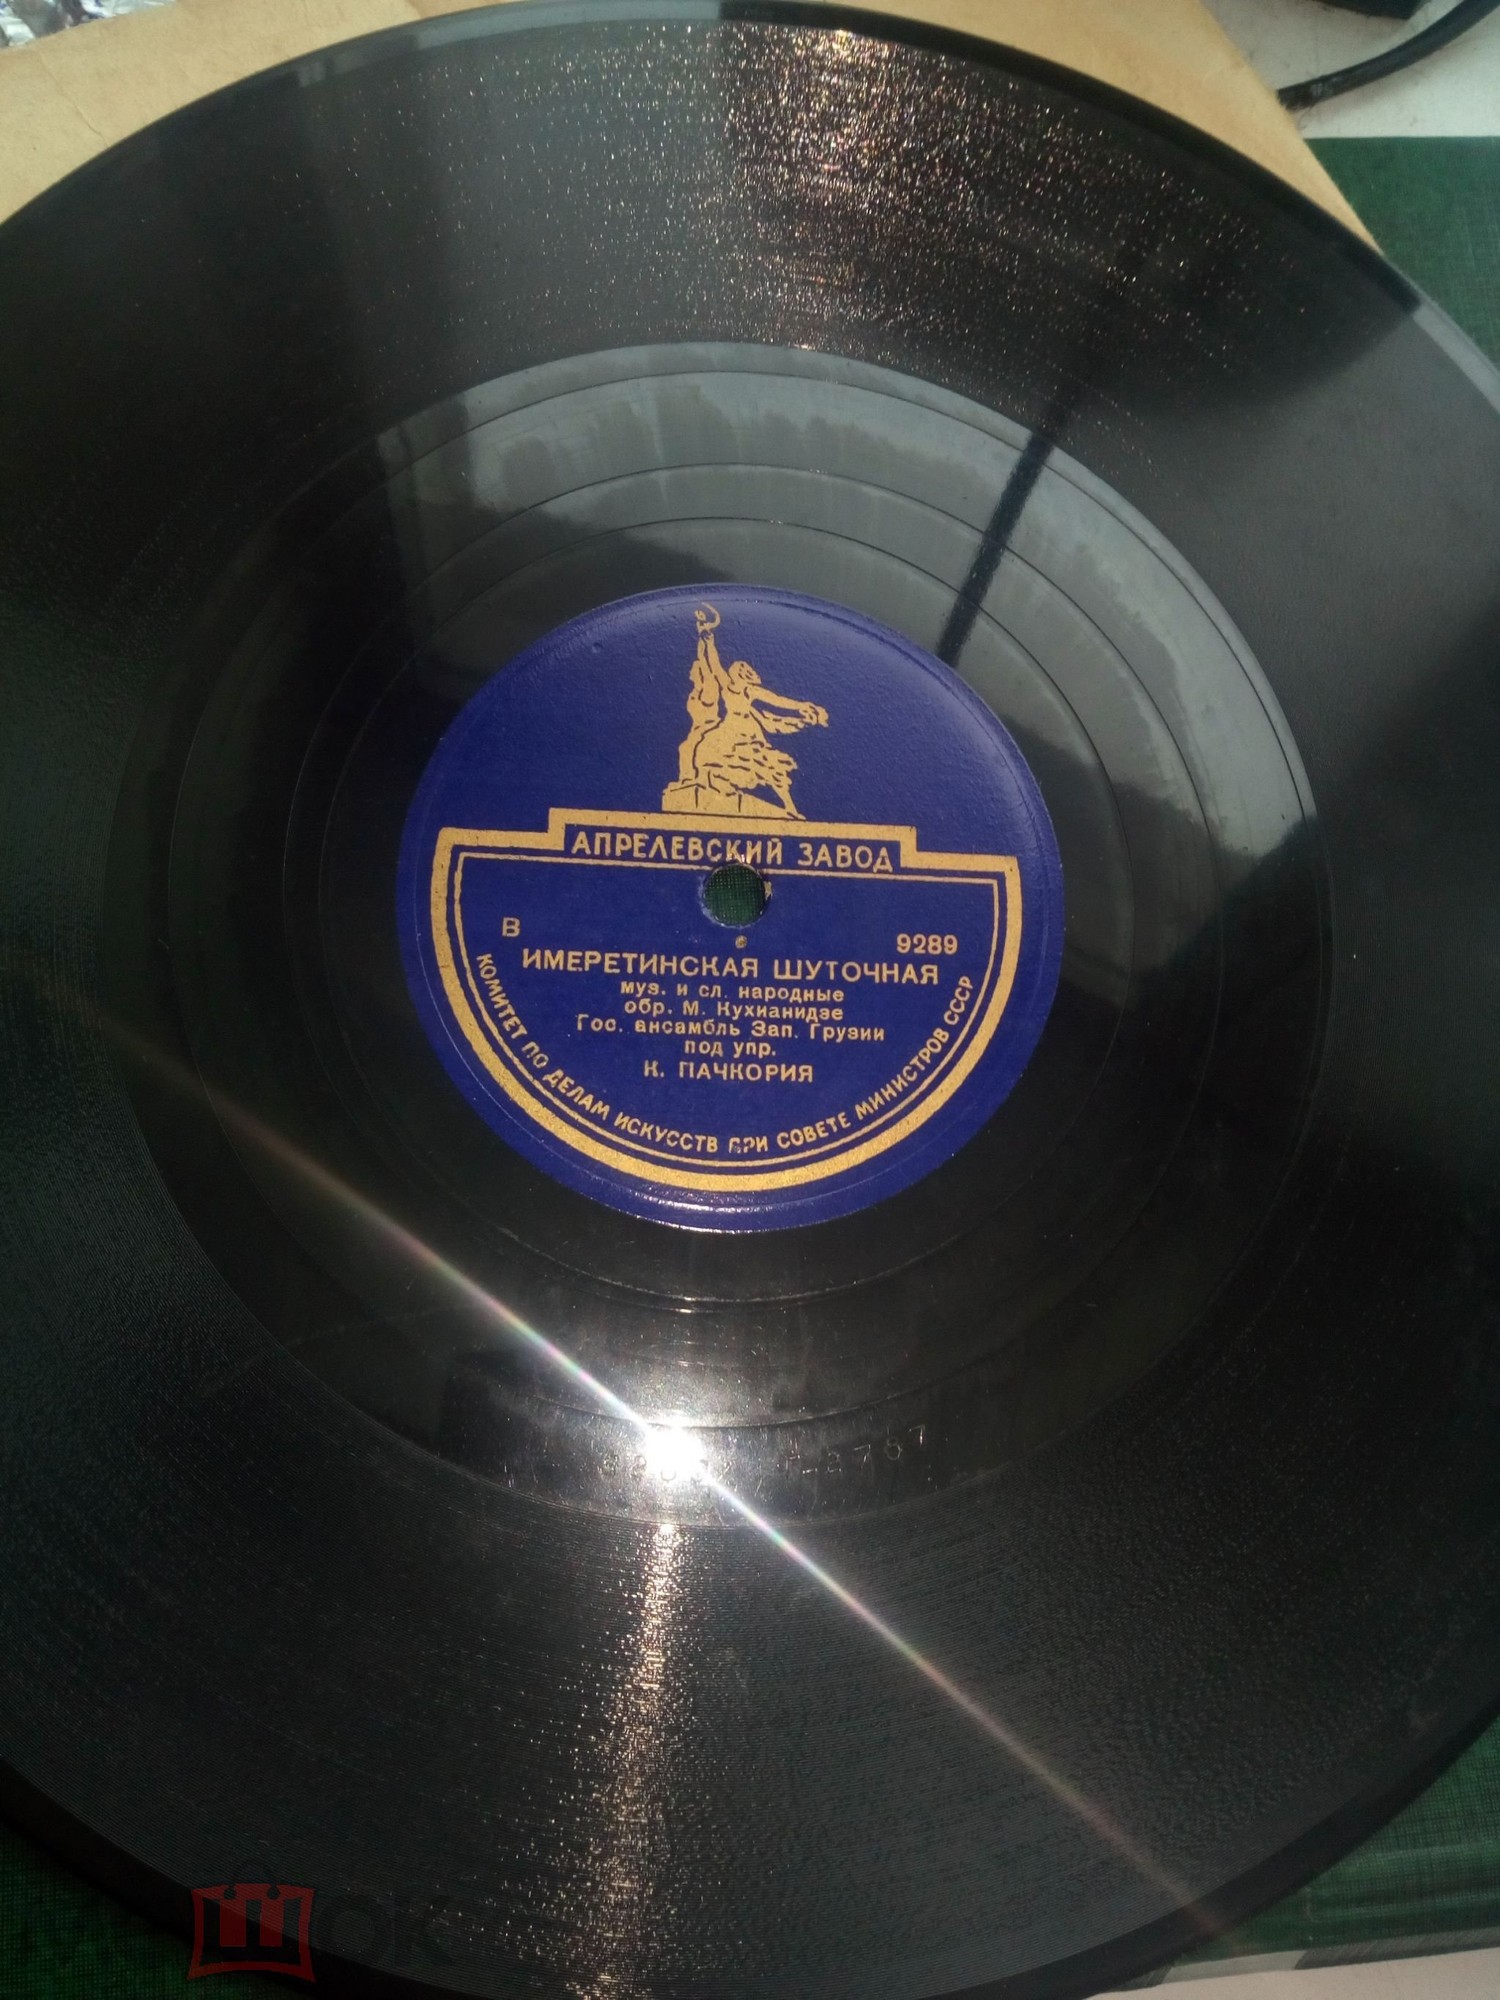 АПРЕЛЕВСКИЙ ЗАВОД
В 9289
ИМЕРЕТИНСКАЯ ШУТОЧНАЯ
муз. и сл. народные
обр. М. Кухианидзе
Гос. ансамбль Зап. Грузии
под упр.
К. ПАЧКОРИЯ
КОМИТЕТ ПО ДЕЛАМ ИСКУССТВ ПРИ СОВЕТЕ МИНИСТРОВ СССР